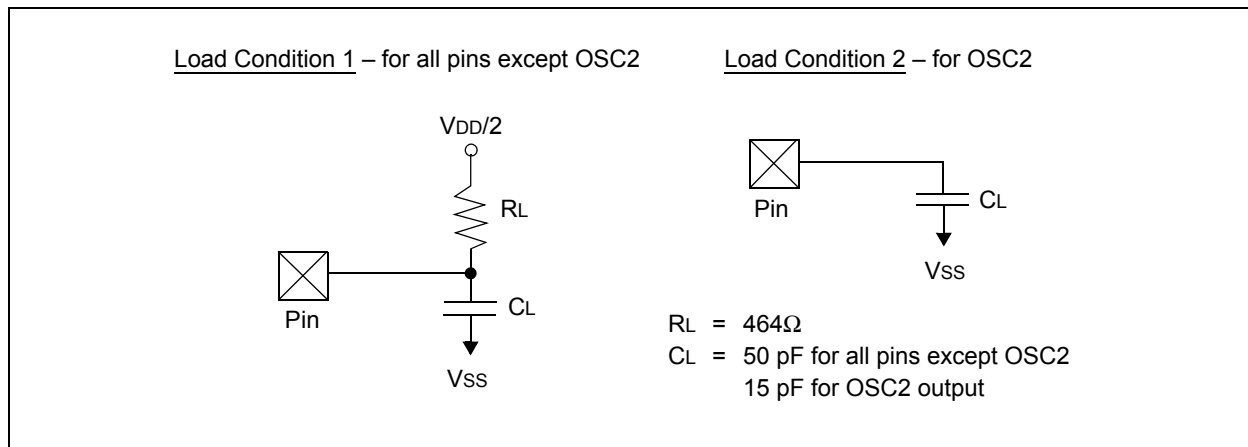 Load Condition 1 – for all pins except OSC2
VDD/2
RL
Pin
CL
VSS
Load Condition 2 – for OSC2
Pin
CL
VSS
RL = 464Ω
CL = 50 pF for all pins except OSC2
15 pF for OSC2 output